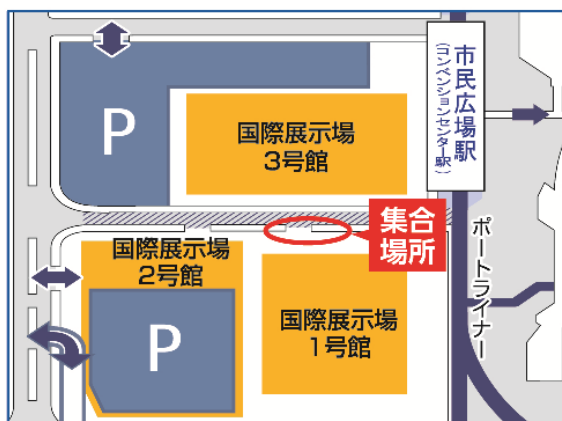 P
国際展示場
3号館
市民広場駅
(コンベンションセンター駅)
集合
場所
国際展示場
2号館
P
国際展示場
1号館
ポートライナー